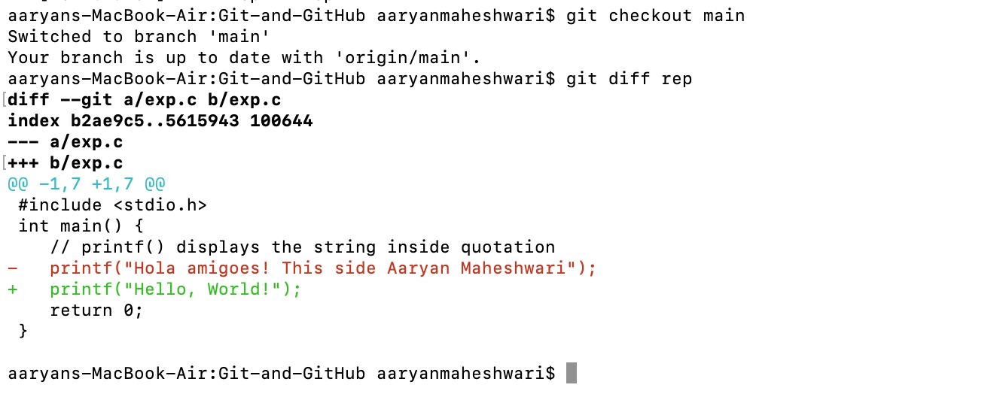 aaryans-MacBook-Air:Git-and-GitHub aaryanmaheshwari$ git checkout main
Switched to branch 'main'
Your branch is up to date with 'origin/main'.
aaryans-MacBook-Air:Git-and-GitHub aaryanmaheshwari$ git diff rep
[diff --git a/exp.c b/exp.c
index b2ae9c5..5615943 100644
--- a/exp.c
[+++ b/exp.c
@@ -1,7 +1,7 @@
 #include <stdio.h>
 int main() {
    // printf() displays the string inside quotation
-   printf("Hola amigoes! This side Aaryan Maheshwari");
+   printf("Hello, World!");
    return 0;
 }
aaryans-MacBook-Air:Git-and-GitHub aaryanmaheshwari$